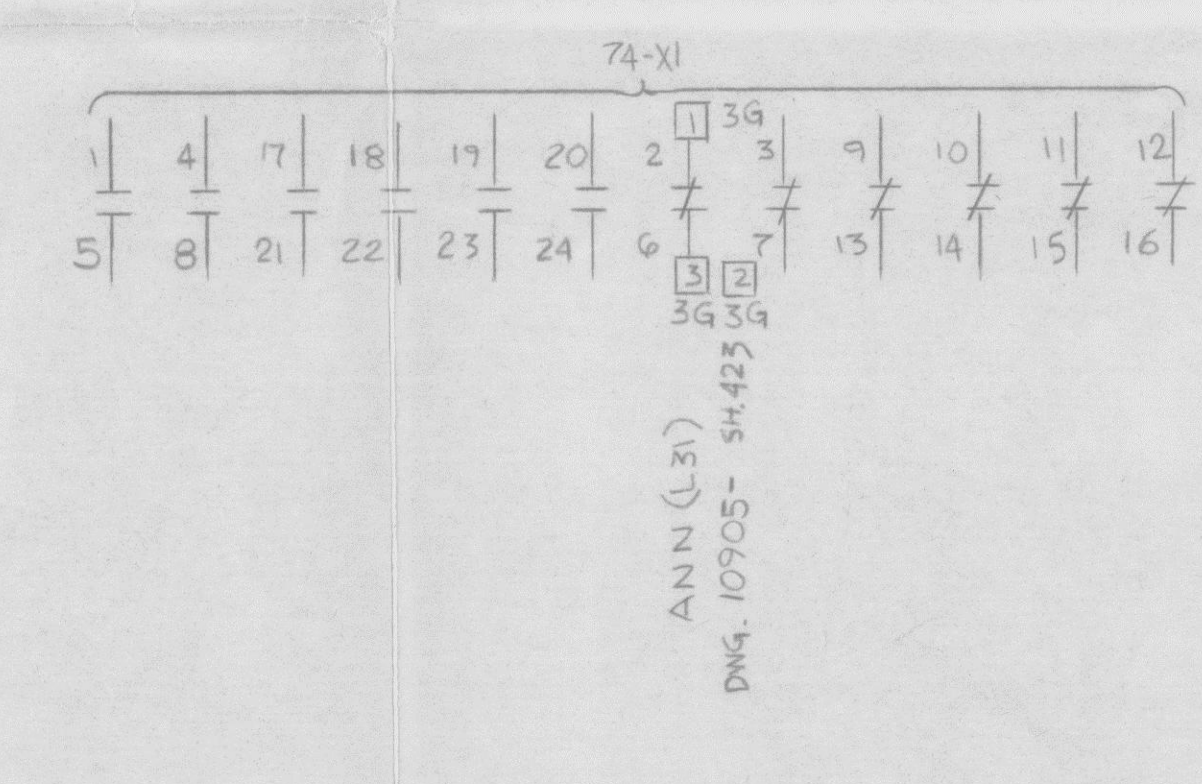 74-X1
1 3G
1 4 17 18 19 20 2 3 9 10 11 12
5 8 21 22 23 24 6 7 13 14 15 16
3 2
3G 3G
ANN (L31)
DWG. 10905- SH.423